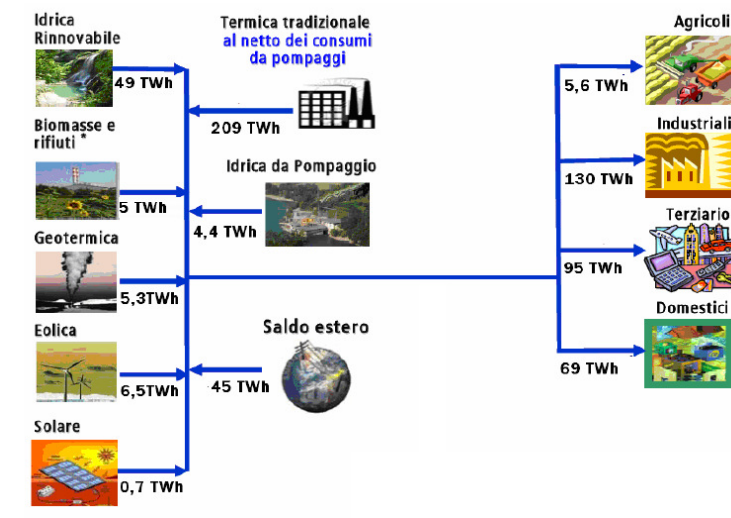 Idrica
Rinnovabile
49 TWh
Biomasse e
rifiuti *
5 TWh
Geotermica
5,3TWh
Eolica
6,5TWh
Solare
0,7 TWh
Termica tradizionale
al netto dei consumi
da pompaggi
209 TWh
Idrica da Pompaggio
4,4 TWh
Saldo estero
45 TWh
Agricoli
5,6 TWh
Industriali
130 TWh
Terziario
95 TWh
Domestici
69 TWh